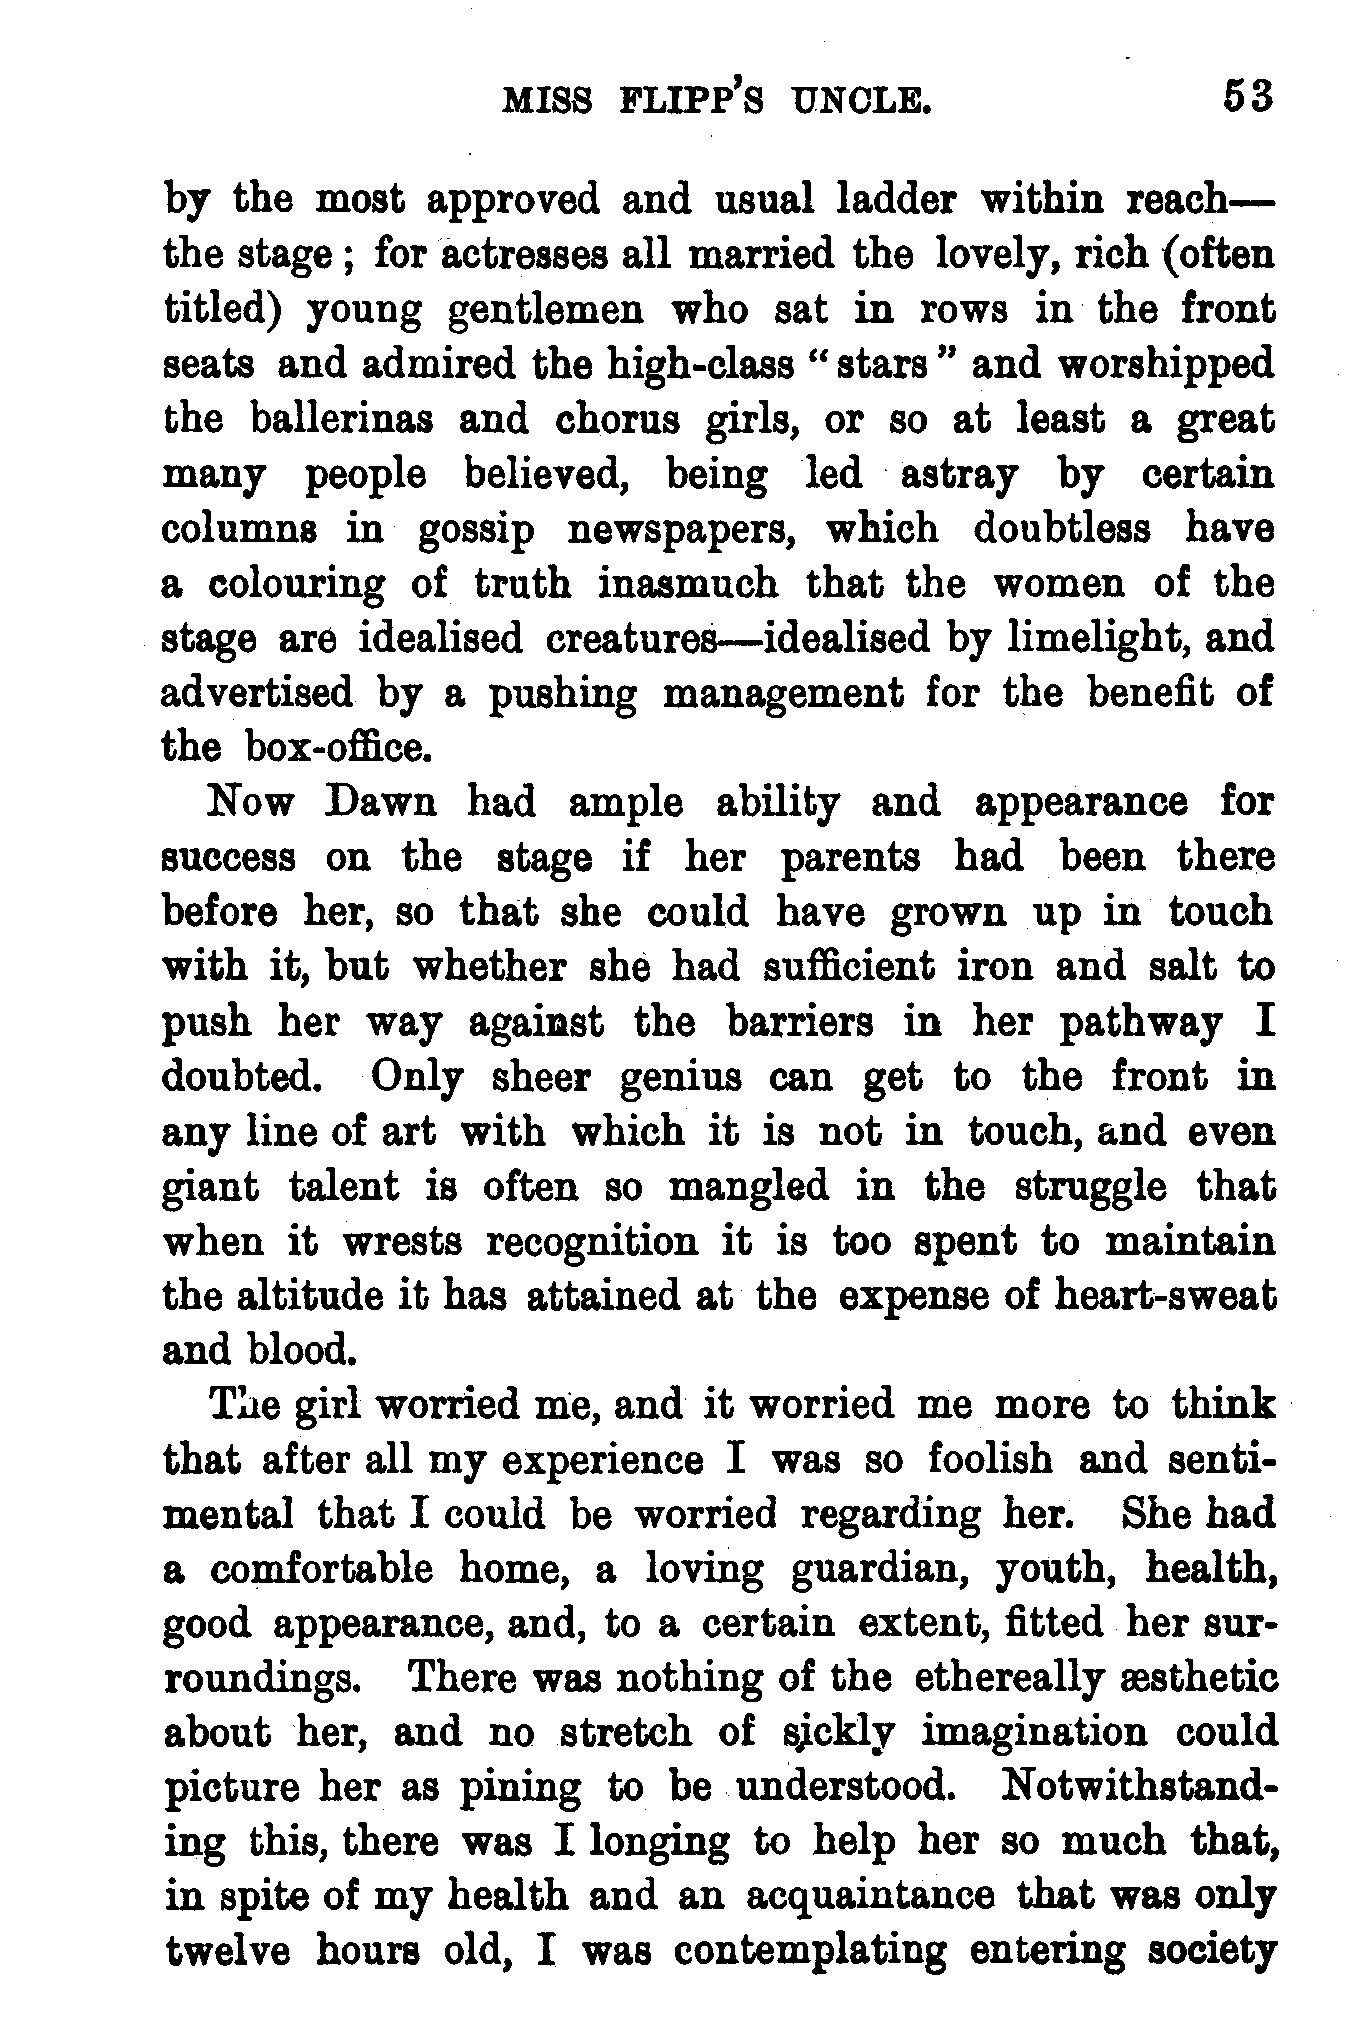 MISS FLIPP'S UNCLE. 53
by the most approved and usual ladder within reach—
the stage; for actresses all married the lovely, rich (often
titled) young gentlemen who sat in rows in the front
seats and admired the high-class "stars" and worshipped
the ballerinas and chorus girls, or so at least a great
many people believed, being led astray by certain
columns in gossip newspapers, which doubtless have
a colouring of truth inasmuch that the women of the
stage are idealised creatures—idealised by limelight, and
advertised by a pushing management for the benefit of
the box-office.
Now Dawn had ample ability and appearance for
success on the stage if her parents had been there
before her, so that she could have grown up in touch
with it, but whether she had sufficient iron and salt to
push her way against the barriers in her pathway I
doubted. Only sheer genius can get to the front in
any line of art with which it is not in touch, and even
giant talent is often so mangled in the struggle that
when it wrests recognition it is too spent to maintain
the altitude it has attained at the expense of heart-sweat
and blood.
The girl worried me, and it worried me more to think
that after all my experience I was so foolish and senti-
mental that I could be worried regarding her. She had
a comfortable home, a loving guardian, youth, health,
good appearance, and, to a certain extent, fitted her sur-
roundings. There was nothing of the ethereally æsthetic
about her, and no stretch of sickly imagination could
picture her as pining to be understood. Notwithstand-
ing this, there was I longing to help her so much that,
in spite of my health and an acquaintance that was only
twelve hours old, I was contemplating entering society